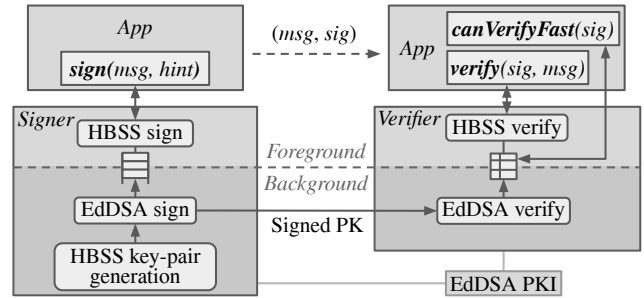 App
sign(msg, hint)
(msg, sig)
App
canVerifyFast(sig)
verify(sig, msg)
Signer
HBSS sign
Verifier
HBSS verify
Foreground
Background
EdDSA sign
Signed PK
EdDSA verify
HBSS key-pair
generation
EdDSA PKI